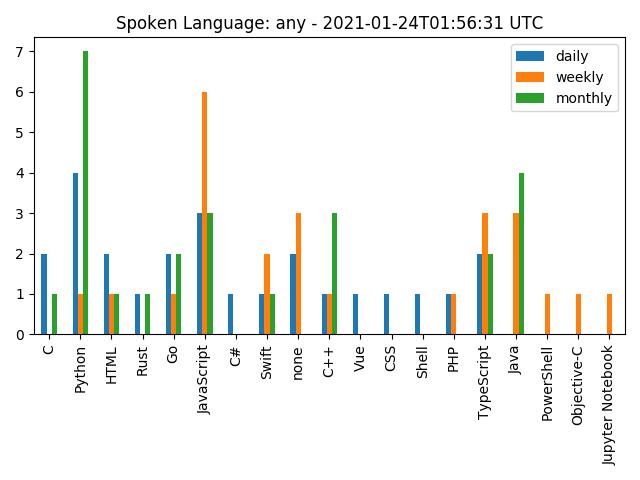 Spoken Language: any - 2021-01-24T01:56:31 UTC
daily
weekly
monthly
7
6
5
4
3
2
1
0
C
Python
HTML
Rust
Go
JavaScript
C#
Swift
none
C++
Vue
CSS
Shell
PHP
TypeScript
Java
PowerShell
Objective-C
Jupyter Notebook